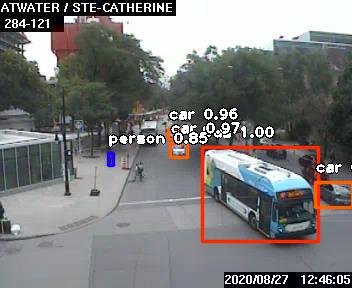 ATWATER / STE-CATHERINE
284-121
car 0.96
car 0.97
1.00
person 0.85
car
2020/08/27 12:46:05